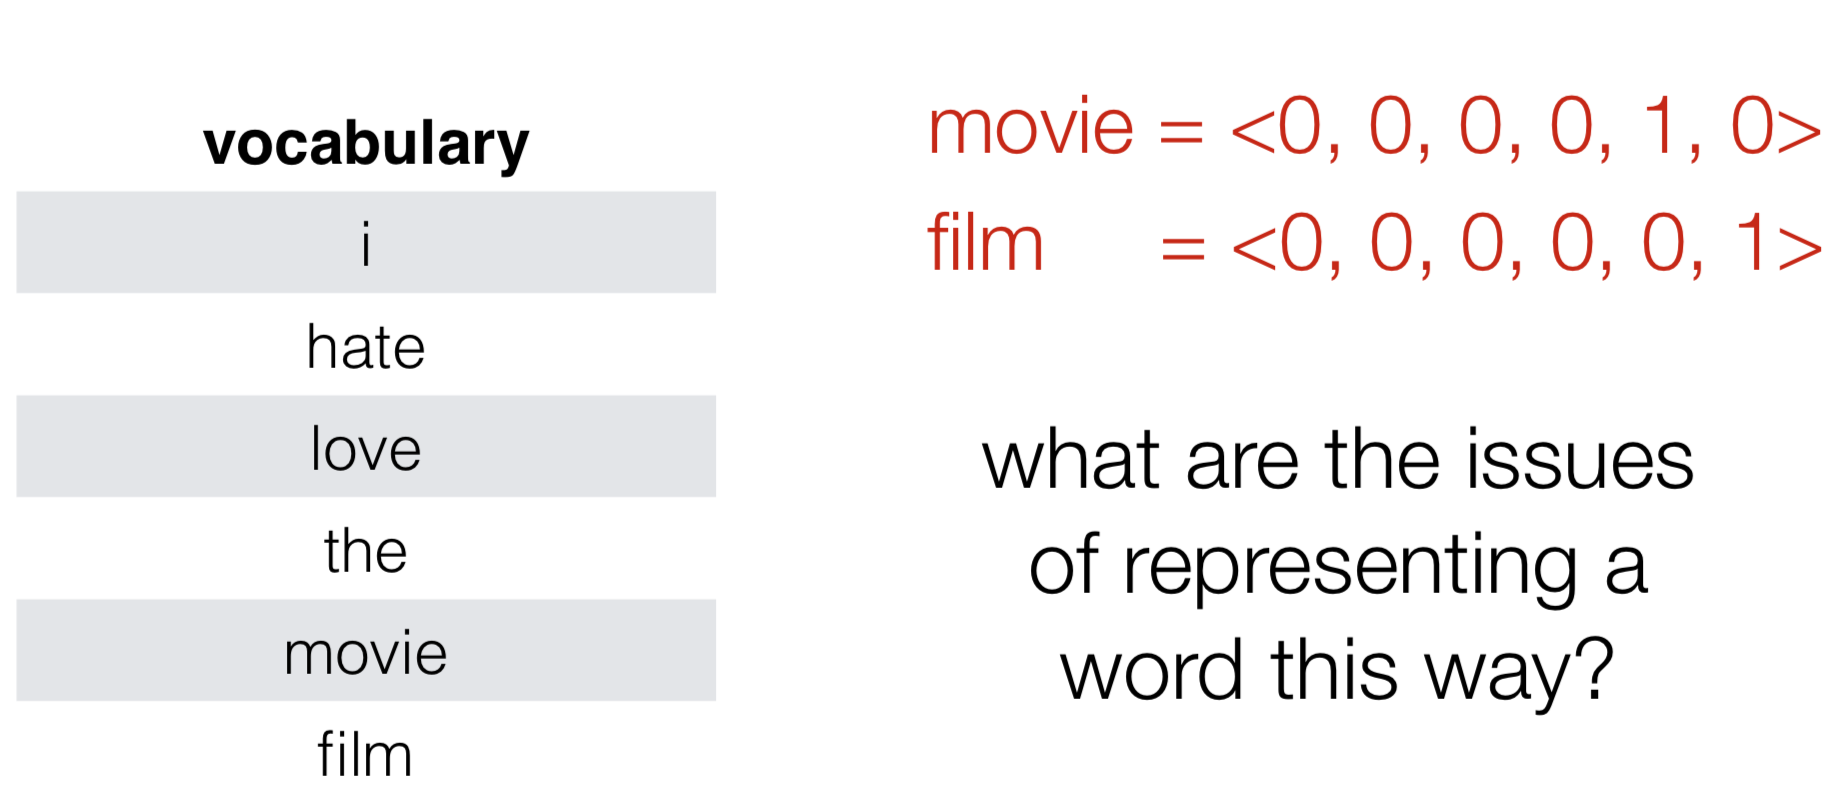 vocabulary
i
hate
love
the
movie
film
movie = <0, 0, 0, 0, 1, 0>
film = <0, 0, 0, 0, 0, 1>
what are the issues
of representing a
word this way?